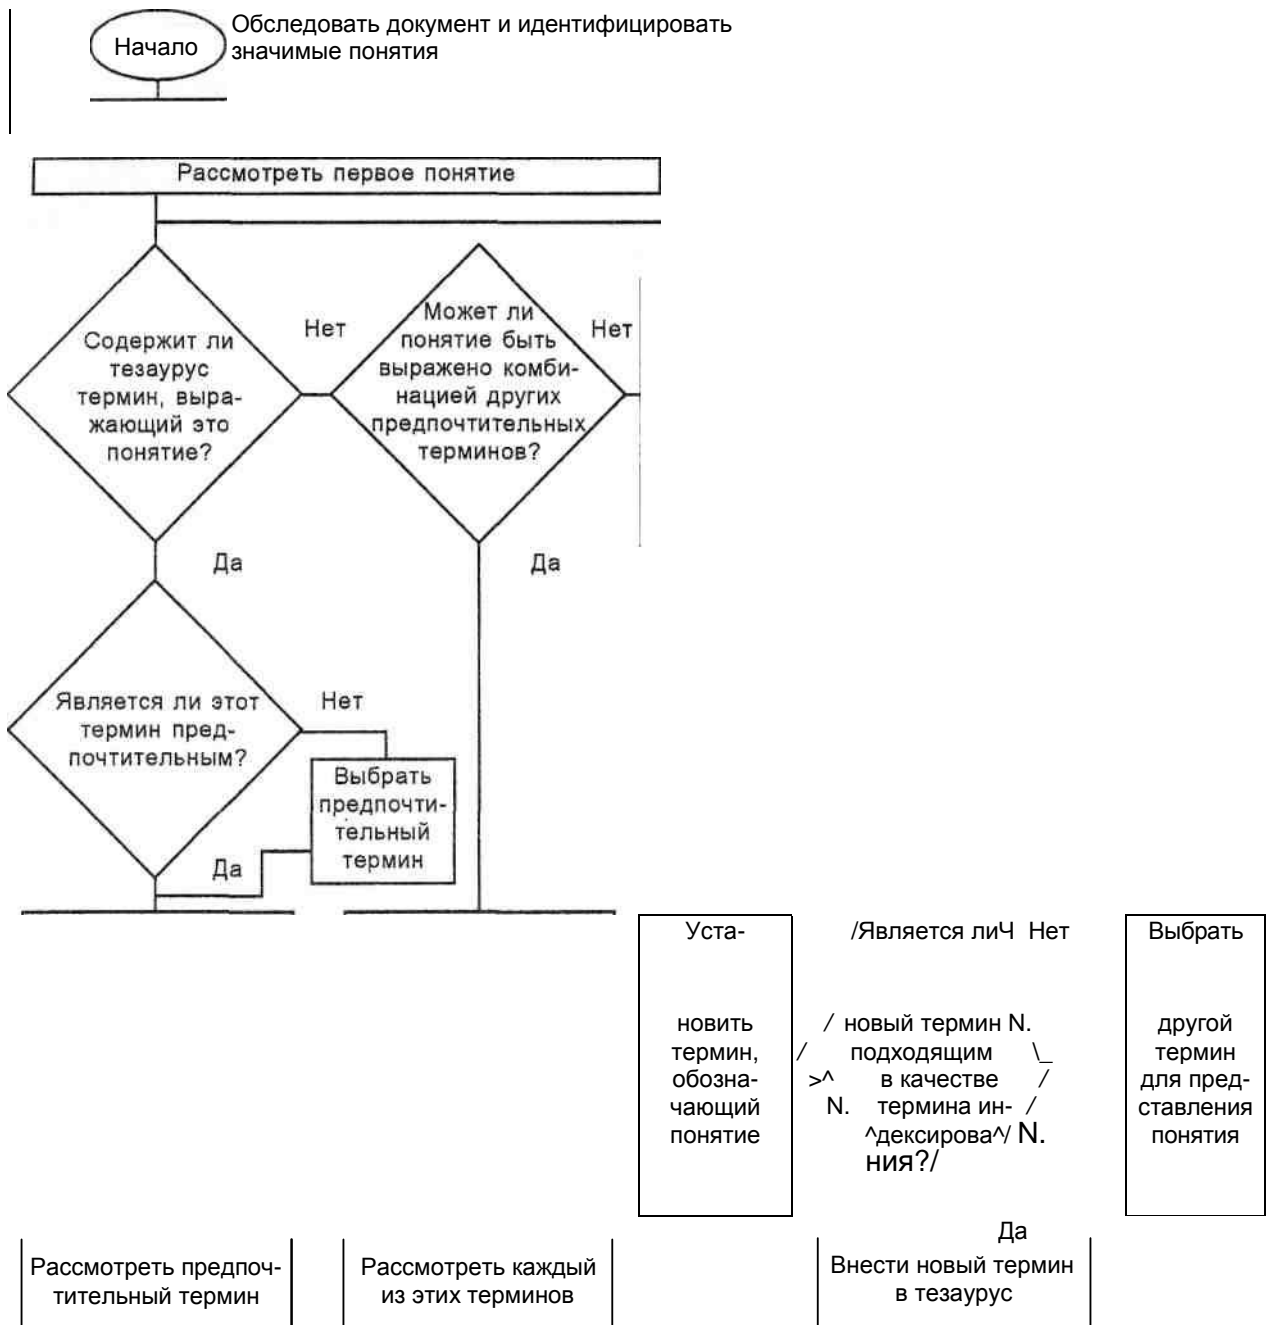 Начало
Обследовать документ и идентифицировать
значимые понятия
Рассмотреть первое понятие
Содержит ли
тезаурус
термин, выра-
жающий это
понятие?
Нет
Может ли
понятие быть
выражено комби-
нацией других
предпочтительных
терминов?
Нет
Да
Да
Является ли этот
термин пред-
почтительным?
Нет
Выбрать
предпочти-
тельный
термин
Да
Уста-
новить
термин,
обозна-
чающий
понятие
/Является лиЧ Нет
/ новый термин N.
/ подходящим \_
>^ в качестве /
N. термина ин- /
^дексирова^/ N.
ния?/
Выбрать
другой
термин
для пред-
ставления
понятия
Да
Рассмотреть предпоч-
тительный термин
Рассмотреть каждый
из этих терминов
Внести новый термин
в тезаурус